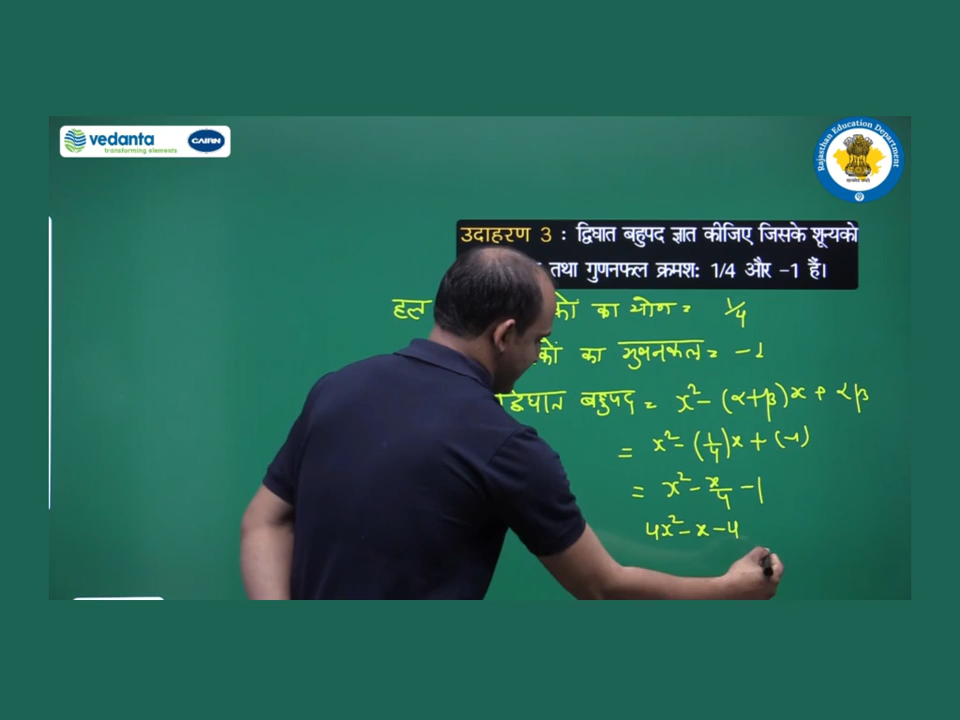 vedanta
transforming elements
CAIRN
Rajasthan Education Department
उदाहरण 3 : द्विघात बहुपद ज्ञात कीजिए जिसके शून्यको
तथा गुणनफल क्रमश: 1/4 और -1 हैं।
हल का योग = 1/4
का गुणनफल = -1
बहुपद = x² - (α+β)x + αβ
= x² - (1/4)x + (-1)
= x² - x/4 - 1
4x² - x - 4